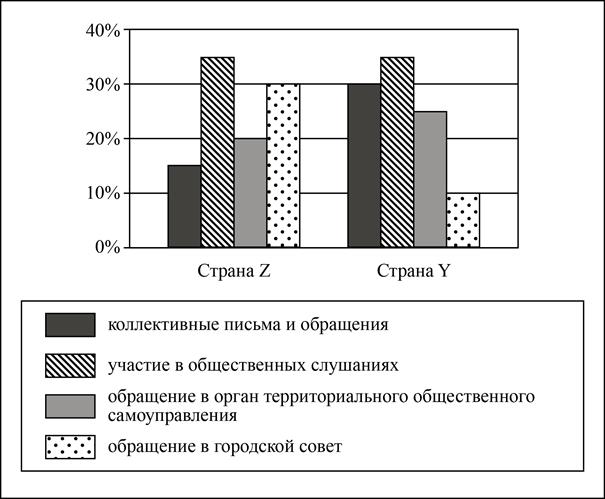 40%
30%
20%
10%
0%
Страна Z Страна Y
коллективные письма и обращения
участие в общественных слушаниях
обращение в орган территориального общественного
самоуправления
обращение в городской совет